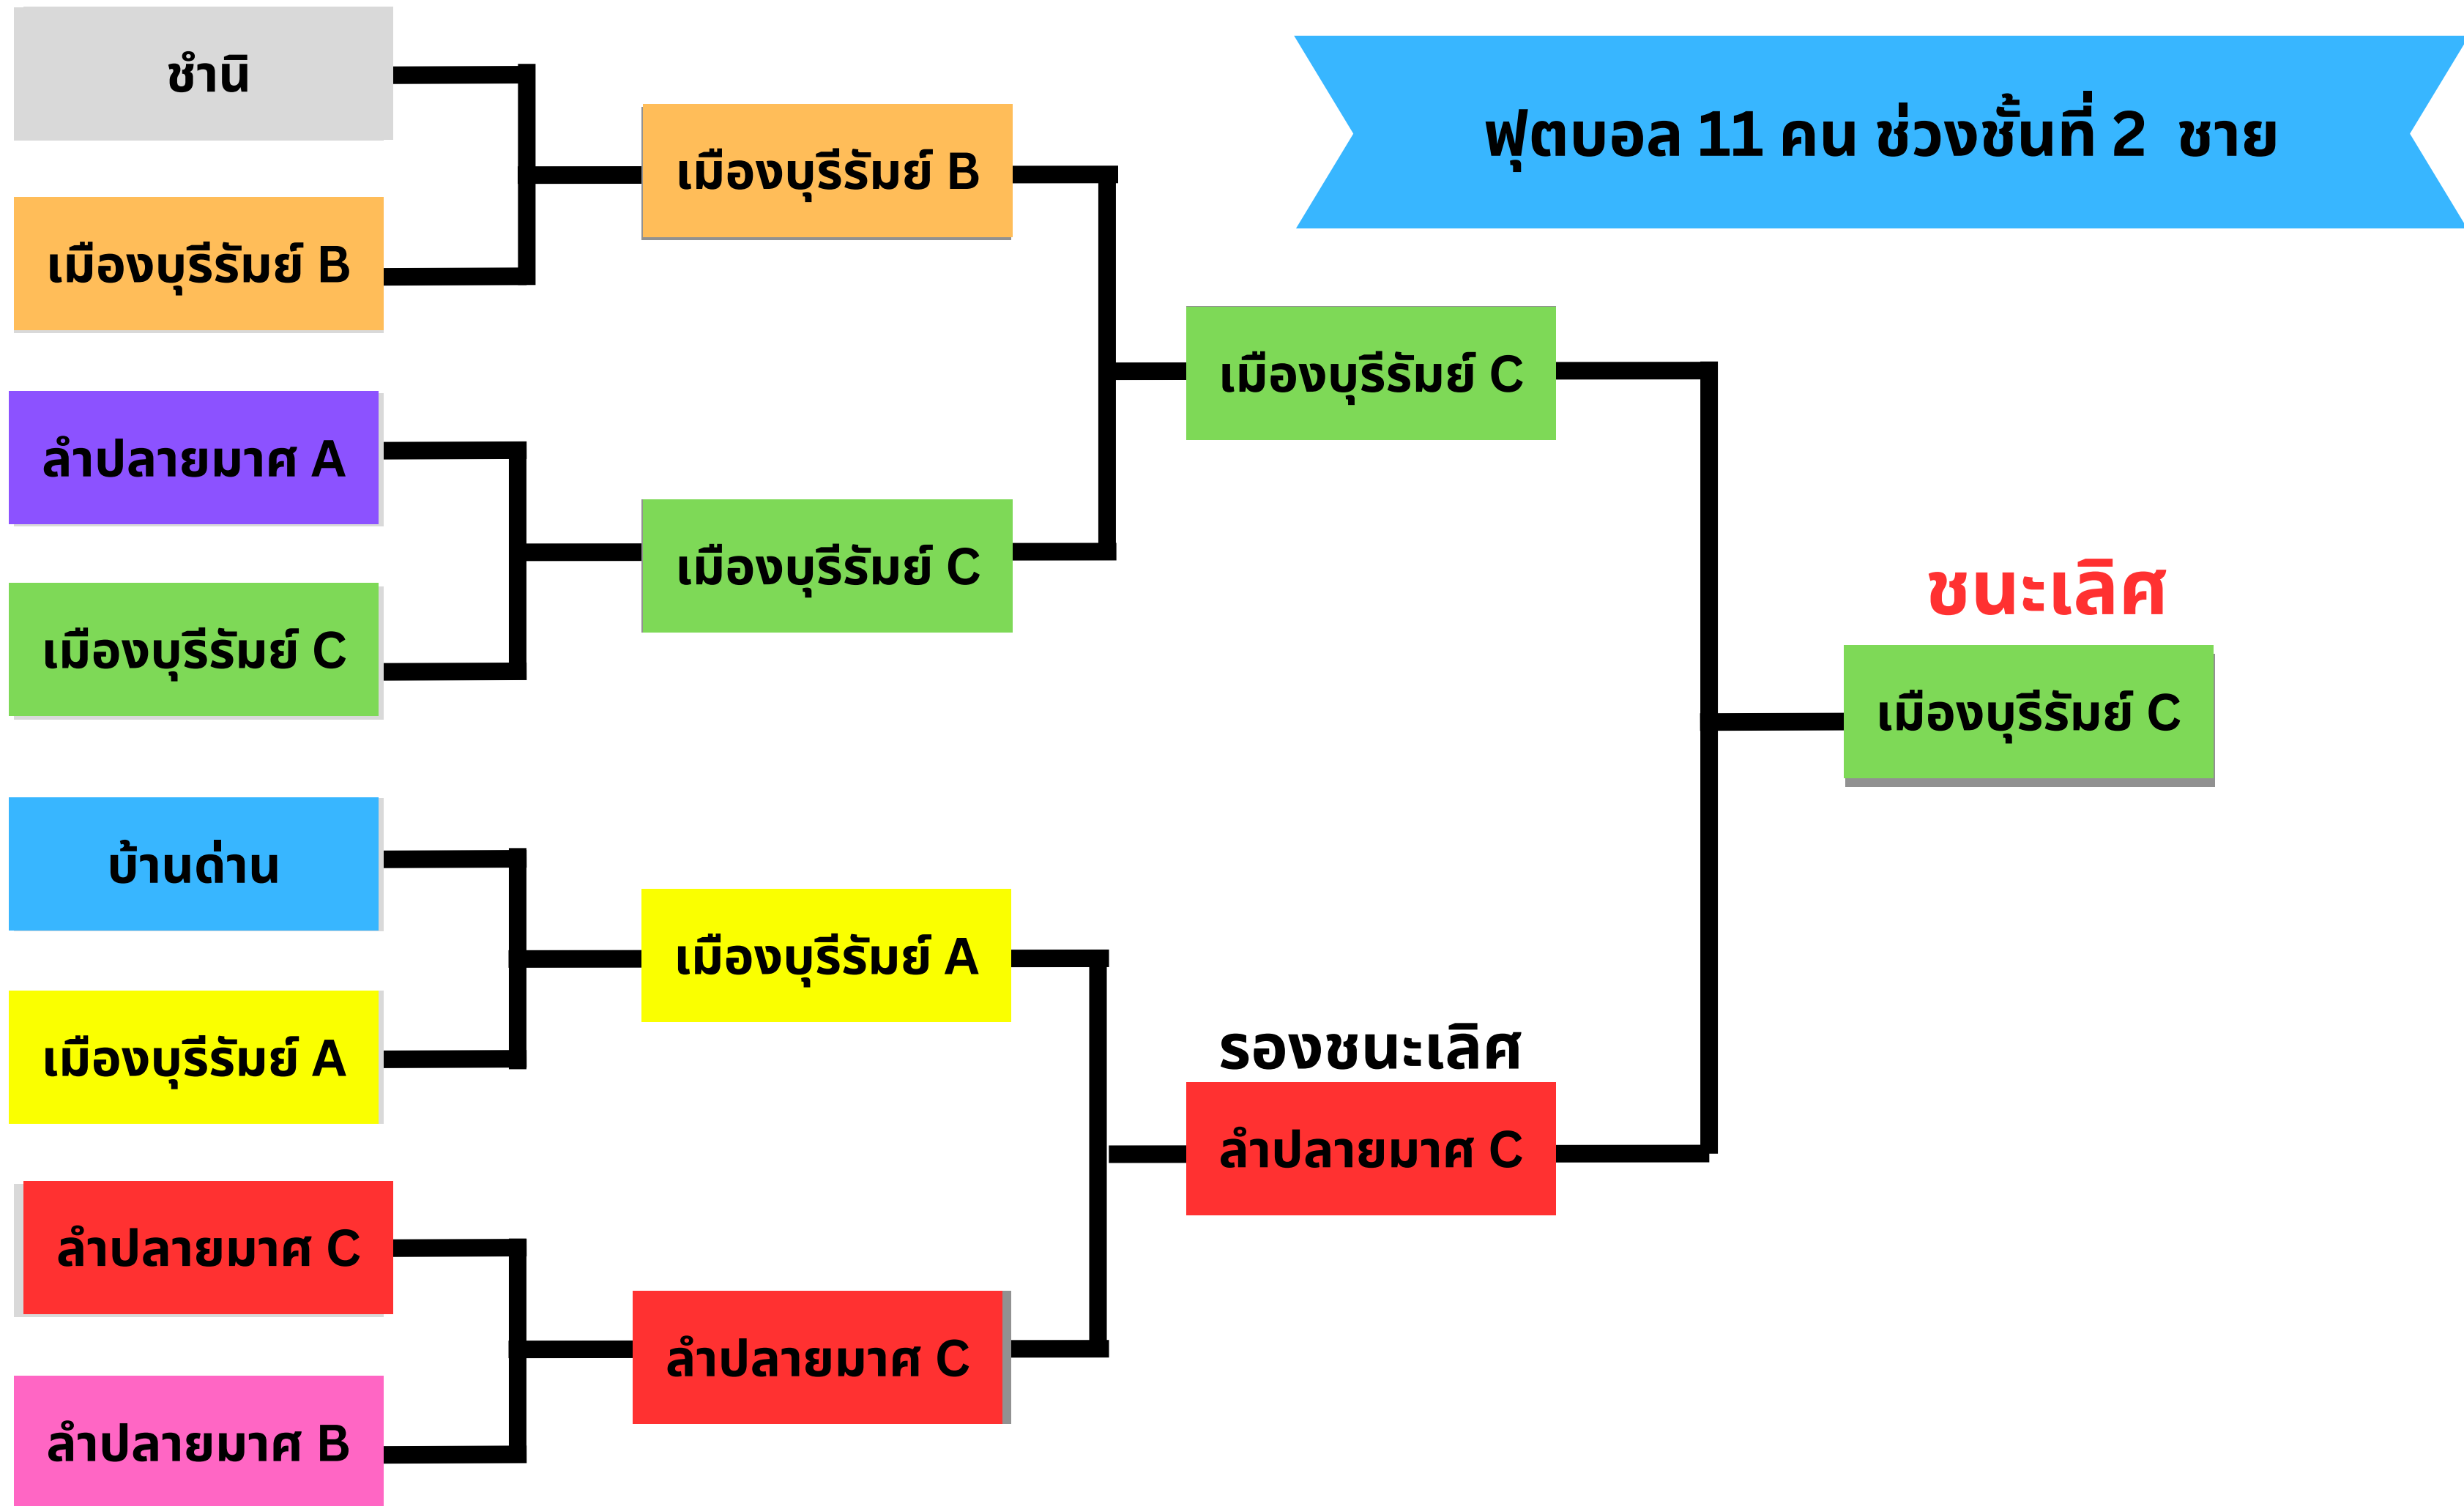 ชำนิ
เมืองบุรีรัมย์ B
ลำปลายมาศ A
เมืองบุรีรัมย์ C
บ้านด่าน
เมืองบุรีรัมย์ A
ลำปลายมาศ C
ลำปลายมาศ B
เมืองบุรีรัมย์ B
เมืองบุรีรัมย์ C
เมืองบุรีรัมย์ A
ลำปลายมาศ C
ฟุตบอล 11 คน ช่วงชั้นที่ 2 ชาย
เมืองบุรีรัมย์ C
รองชนะเลิศ
ลำปลายมาศ C
ชนะเลิศ
เมืองบุรีรัมย์ C